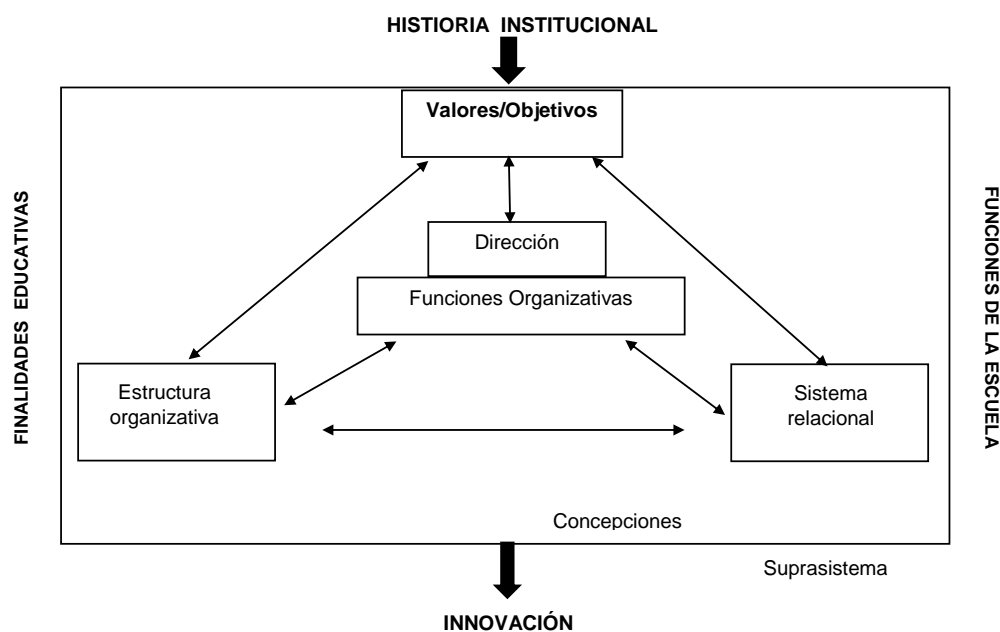 HISTIORIA INSTITUCIONAL
Valores/Objetivos
FINALIDADES EDUCATIVAS
FUNCIONES DE LA ESCUELA
Dirección
Funciones Organizativas
Estructura
organizativa
Sistema
relacional
Concepciones
Suprasistema
INNOVACIÓN